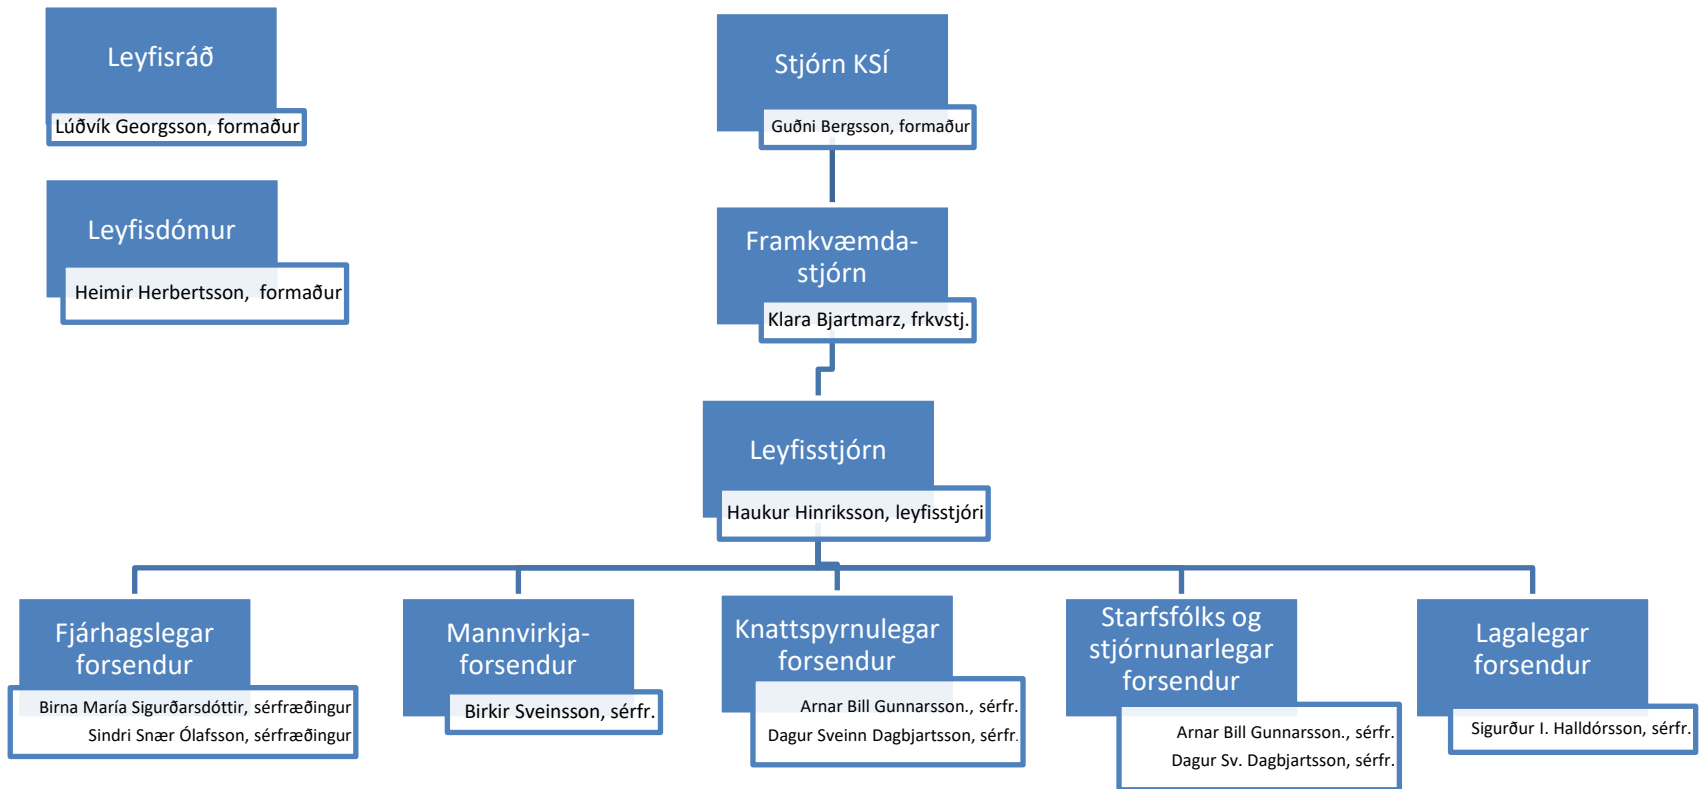 Leyfisráð
Lúðvík Georgsson, formaður
Stjórn KSÍ
Guðni Bergsson, formaður
Leyfisdómur
Heimir Herbertsson,  formaður
Framkvæmda-
stjórn
Klara Bjartmarz, frkvstj.
Leyfisstjórn
Haukur Hinriksson, leyfisstjóri
Fjárhagslegar
forsendur
Birna María Sigurðarsdóttir, sérfræðingur
Sindri Snær Ólafsson, sérfræðingur
Mannvirkja-
forsendur
Birkir Sveinsson, sérfr.
Knattspyrnulegar
forsendur
Arnar Bill Gunnarsson., sérfr.
Dagur Sveinn Dagbjartsson, sérfr.
Starfsfólks og
stjórnunarlegar
forsendur
Arnar Bill Gunnarsson., sérfr.
Dagur Sv. Dagbjartsson, sérfr.
Lagalegar
forsendur
Sigurður I. Halldórsson, sérfr.